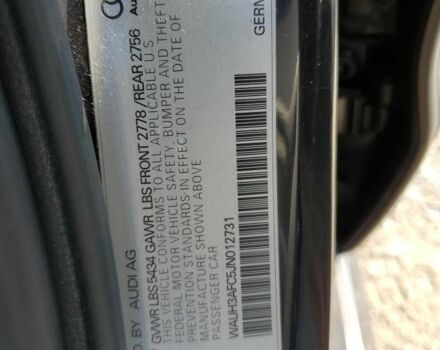 Au
GERM
D. BY AUDI AG
GVWR LBS 5434 GAWR LBS FRONT 2778 / REAR 2756
VEHICLE CONFORMS TO ALL APPLICABLE U S
FEDERAL MOTOR VEHICLE SAFETY, BUMPER AND THEFT
STANDARDS IN EFFECT ON THE DATE OF
MANUFACTURE SHOWN ABOVE
PASSENGER CAR
WAUH3AFC5JN012731